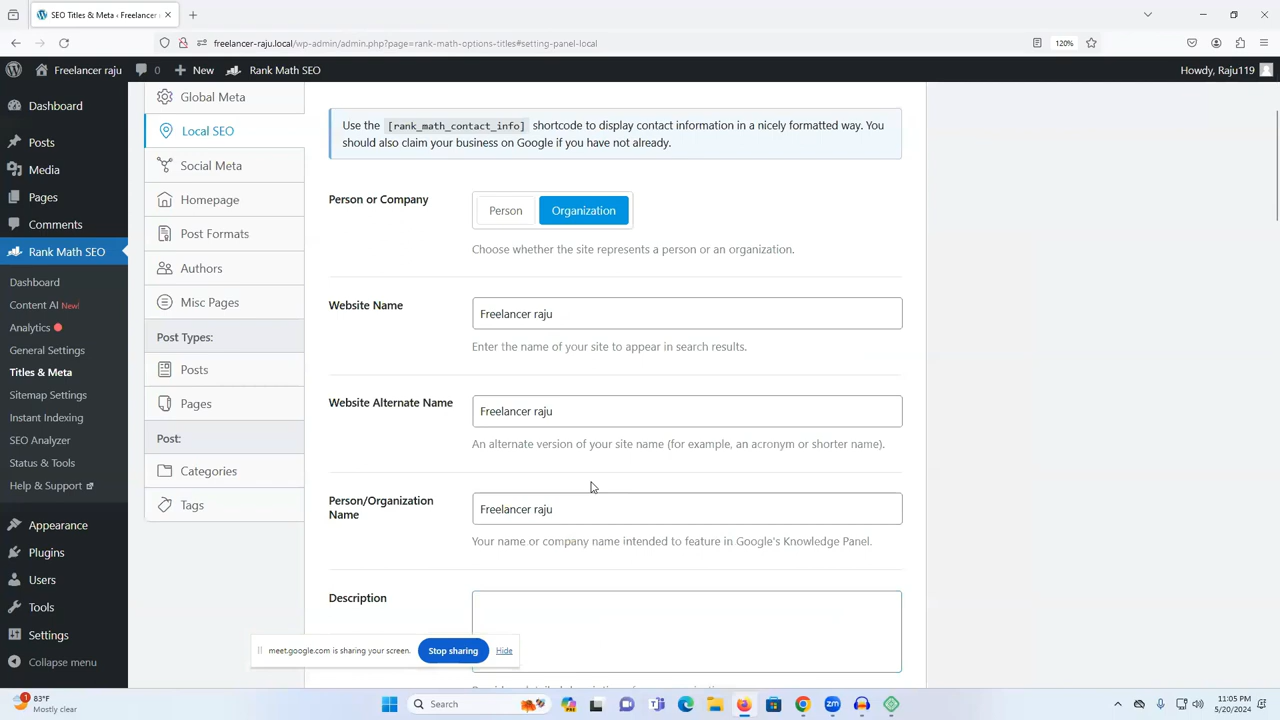 SEO Titles & Meta ‹ Freelancer
freelancer-raju.local/wp-admin/admin.php?page=rank-math-options-titles#setting-panel-local
120%
Freelancer raju
0
New
Rank Math SEO
Howdy, Raju119
Dashboard
Posts
Media
Pages
Comments
Rank Math SEO
Dashboard
Content AI New!
Analytics
General Settings
Titles & Meta
Sitemap Settings
Instant Indexing
SEO Analyzer
Status & Tools
Help & Support
Appearance
Plugins
Users
Tools
Settings
Collapse menu
Global Meta
Local SEO
Social Meta
Homepage
Post Formats
Authors
Misc Pages
Post Types:
Posts
Pages
Post:
Categories
Tags
Use the [rank_math_contact_info] shortcode to display contact information in a nicely formatted way. You
should also claim your business on Google if you have not already.
Person or Company
Person
Organization
Choose whether the site represents a person or an organization.
Website Name
Freelancer raju
Enter the name of your site to appear in search results.
Website Alternate Name
Freelancer raju
An alternate version of your site name (for example, an acronym or shorter name).
Person/Organization
Name
Freelancer raju
Your name or company name intended to feature in Google's Knowledge Panel.
Description
meet.google.com is sharing your screen.
Stop sharing
Hide
1
83°F
Mostly clear
Search
zm
11:05 PM
5/20/2024